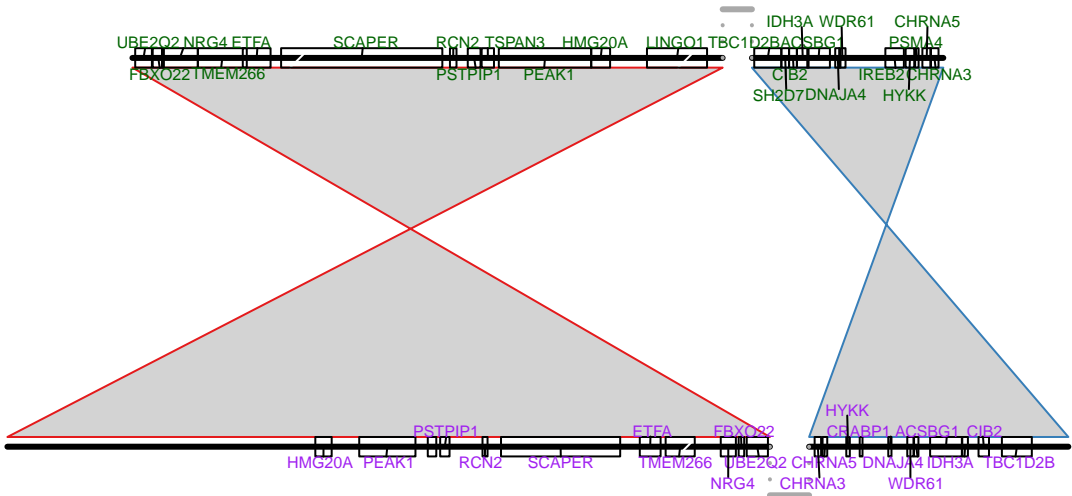 IDH3A WDR61 CHRNA5
UBE2Q2 NRG4 ETFA SCAPER RCN2 TSPAN3 HMG20A LINGO1 TBC1D2B ACSBG1 PSMA4
FBXO22 TMEM266 PSTPIP1 PEAK1 CIB2 IREB2 CHRNA3
SH2D7 DNAJA4 HYKK
HYKK
PSTPIP1 ETFA FBXO22 CRABP1 ACSBG1 CIB2
HMG20A PEAK1 RCN2 SCAPER TMEM266 UBE2Q2 CHRNA5 DNAJA4 IDH3A TBC1D2B
NRG4 CHRNA3 WDR61